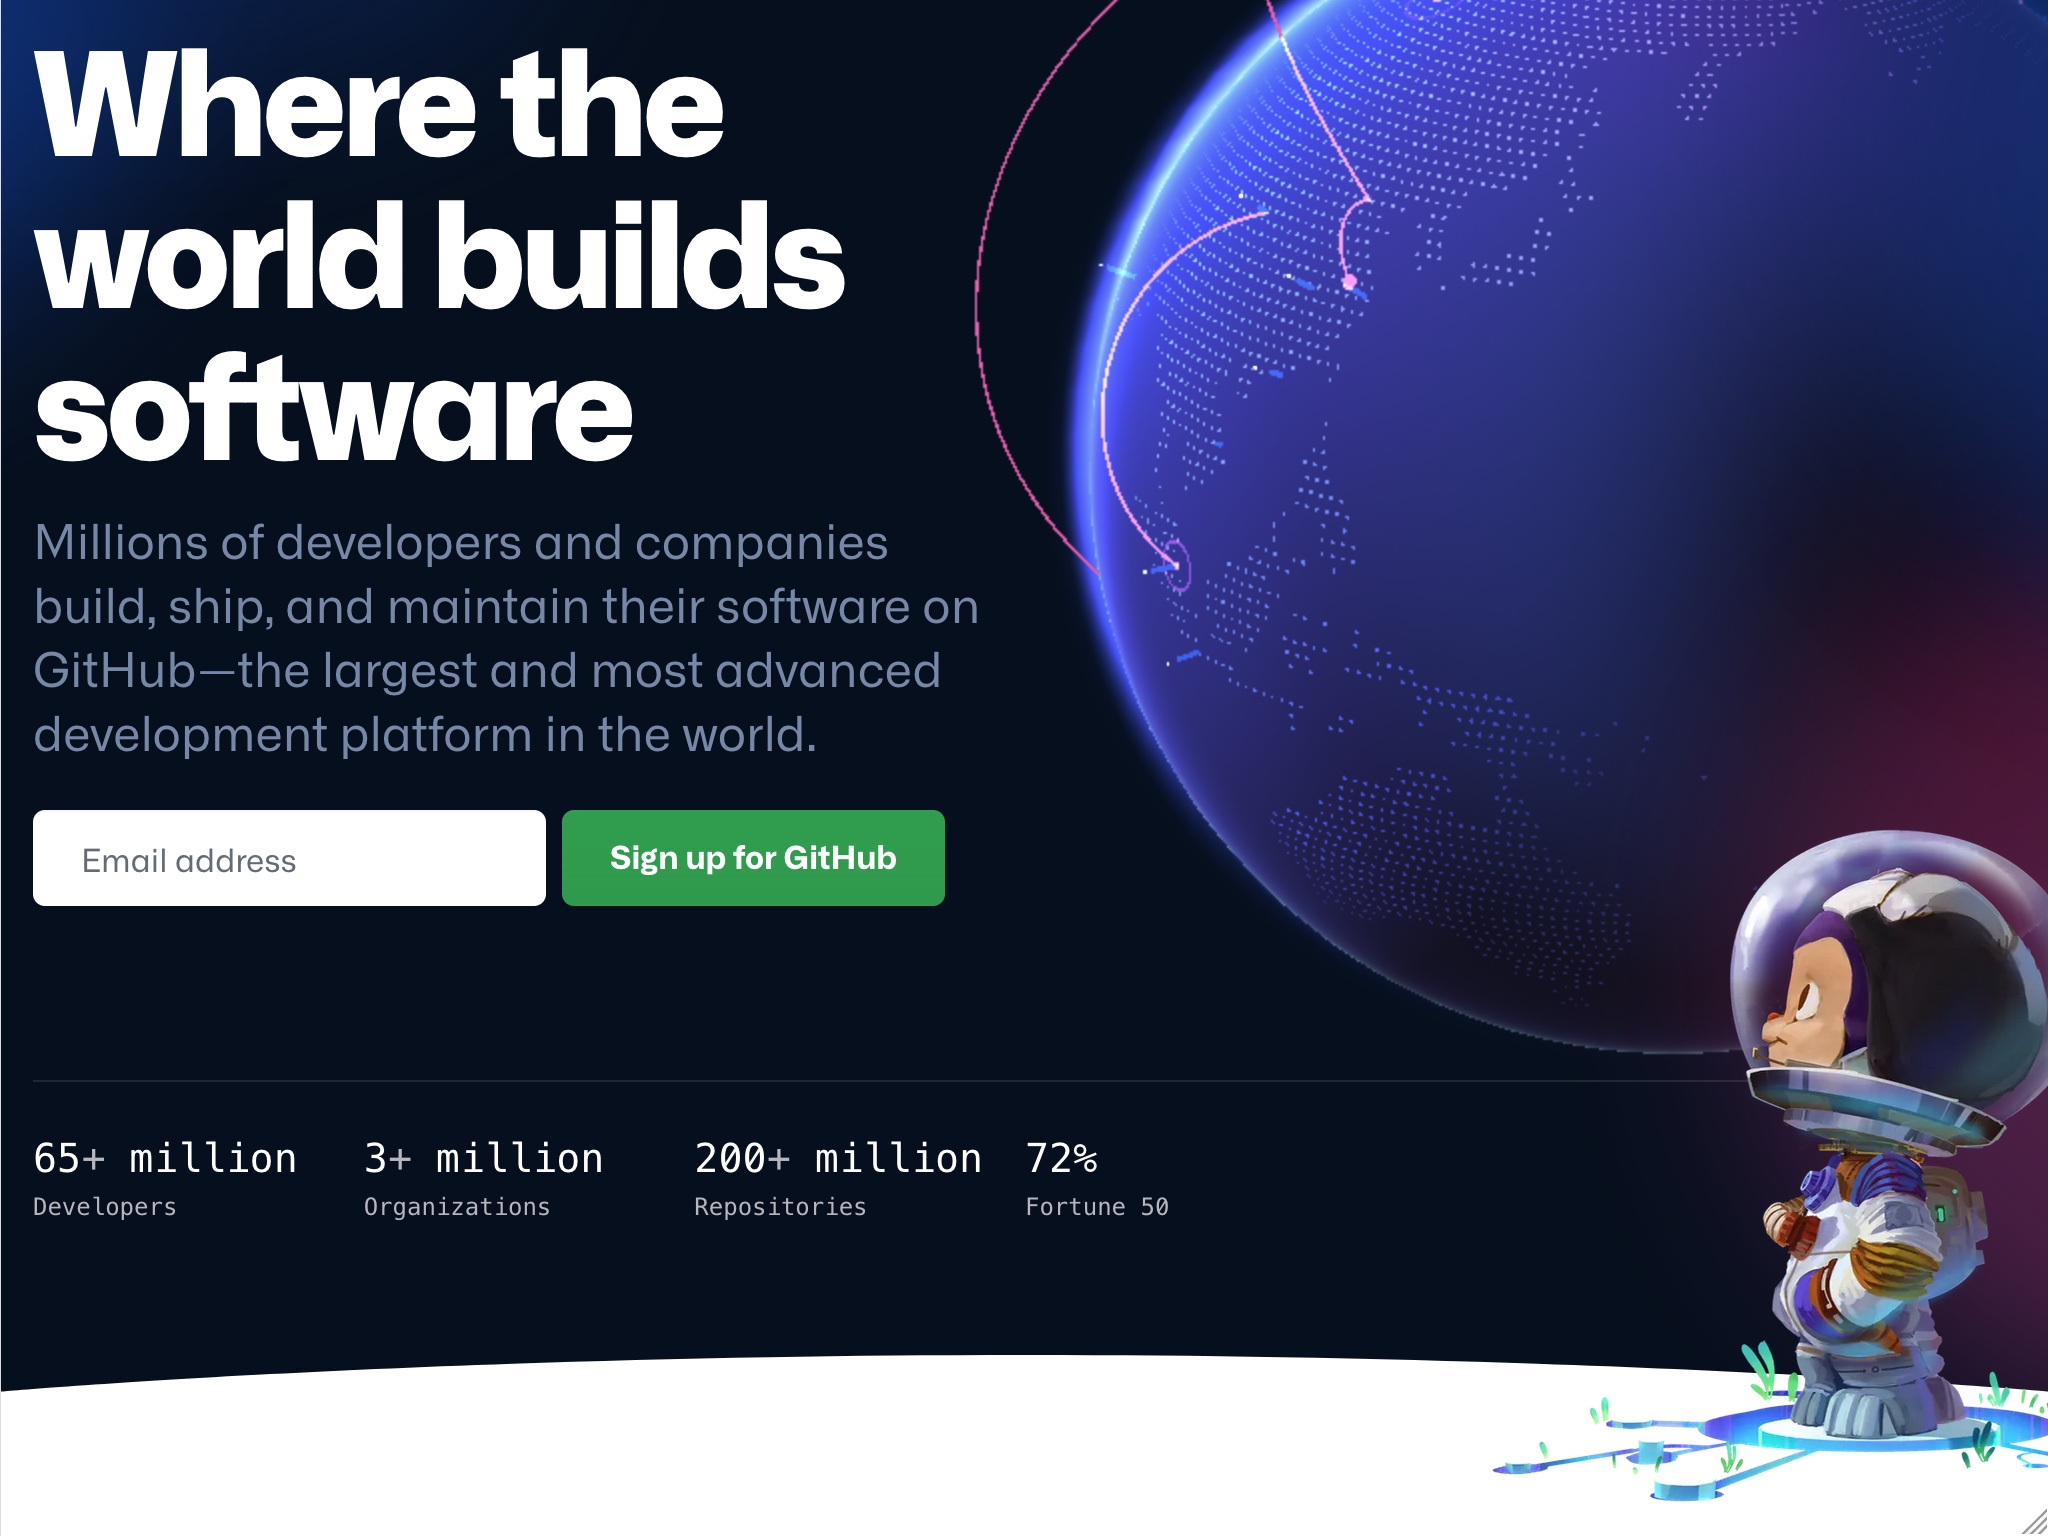 Where the
world builds
software
Millions of developers and companies
build, ship, and maintain their software on
GitHub—the largest and most advanced
development platform in the world.
Email address
Sign up for GitHub
65+ million
Developers
3+ million
Organizations
200+ million
Repositories
72%
Fortune 50